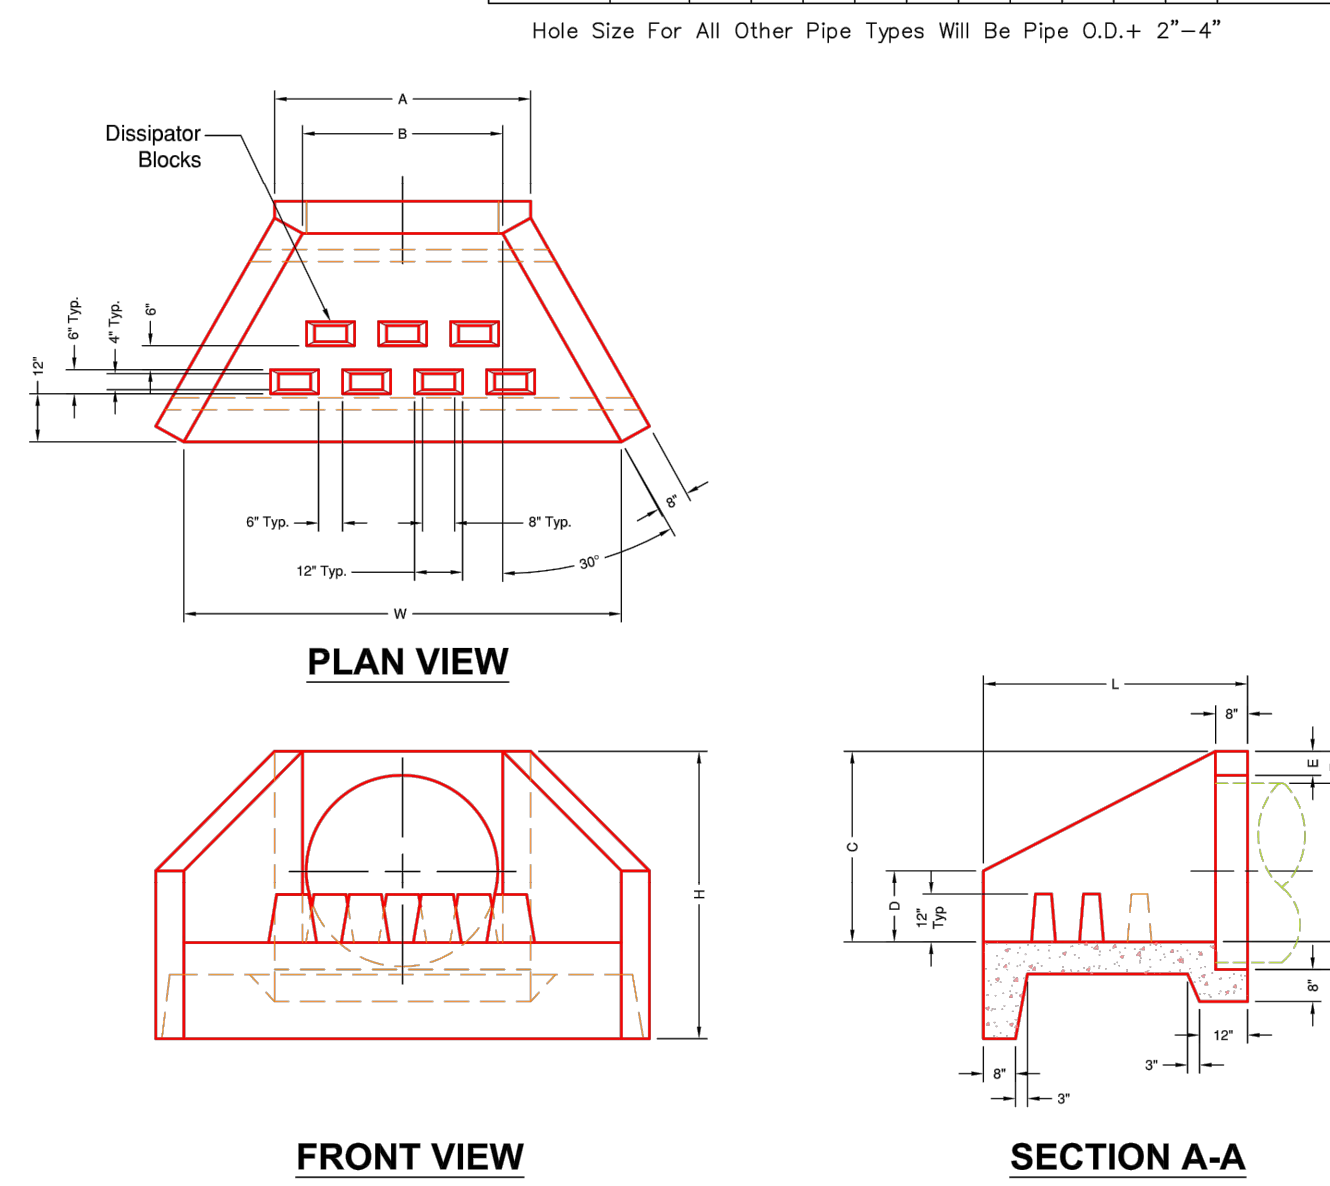 Hole Size For All Other Pipe Types Will Be Pipe O.D.+ 2"–4"
A
B
Dissipator
Blocks
12"
6" Typ.
4" Typ.
6"
6" Typ.
8" Typ.
12" Typ.
30°
8"
W
PLAN VIEW
H
FRONT VIEW
L
8"
E
C
D
12"
Typ
8"
12"
3"
8"
3"
SECTION A-A